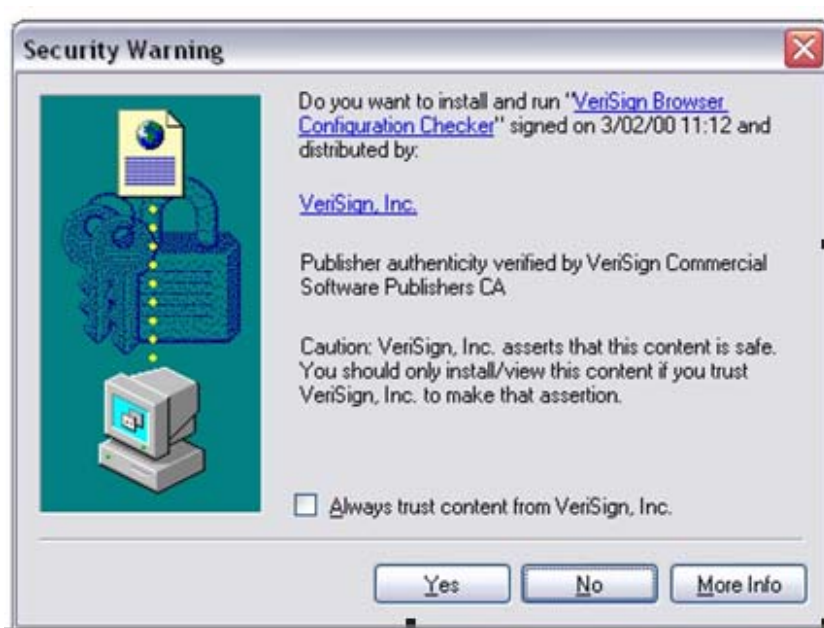 Security Warning
Do you want to install and run "VeriSign Browser
Configuration Checker" signed on 3/02/00 11:12 and
distributed by:
VeriSign, Inc.
Publisher authenticity verified by VeriSign Commercial
Software Publishers CA
Caution: VeriSign, Inc. asserts that this content is safe.
You should only install/view this content if you trust
VeriSign, Inc. to make that assertion.
Always trust content from VeriSign, Inc.
Yes No More Info